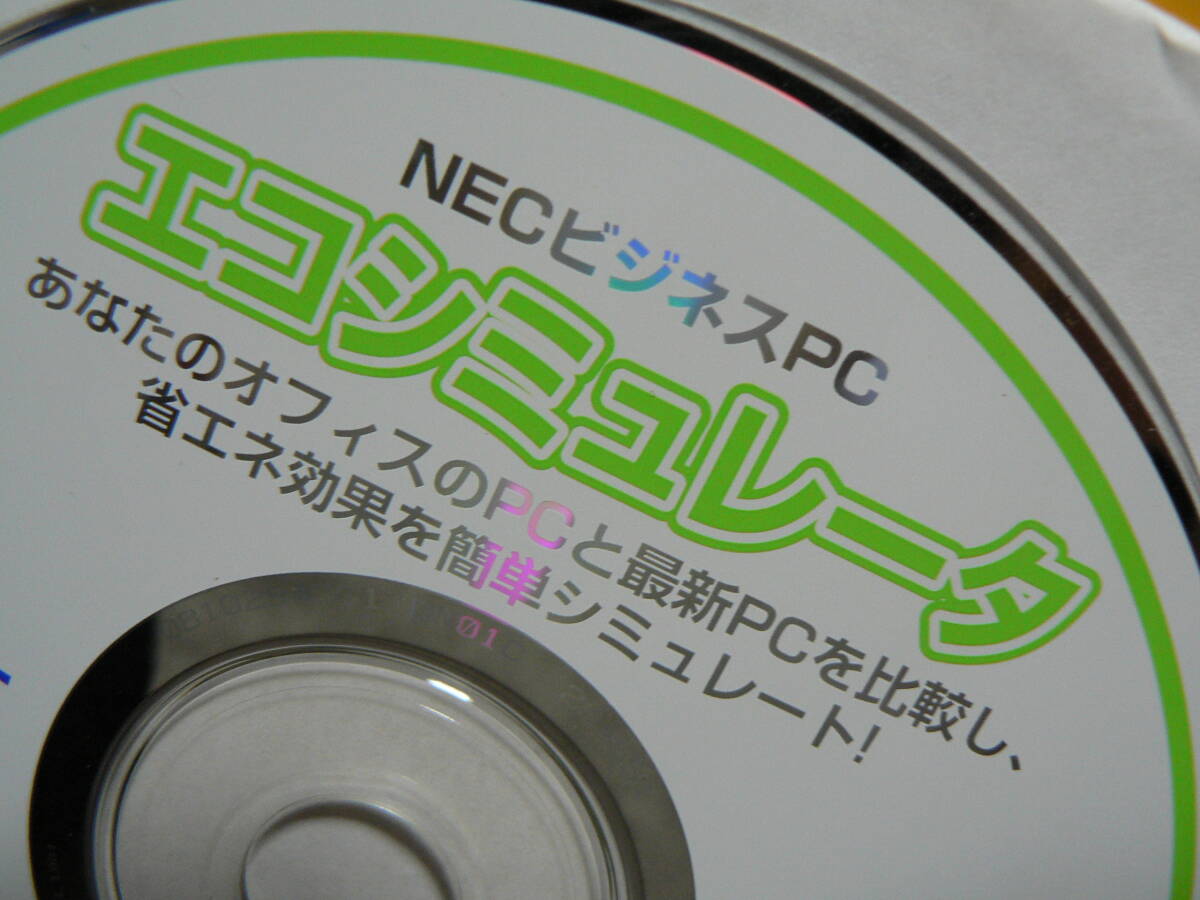 NECビジネスPC
エコシミュレータ
あなたのオフィスのPCと最新PCを比較し、
省エネ効果を簡単シミュレート!
01